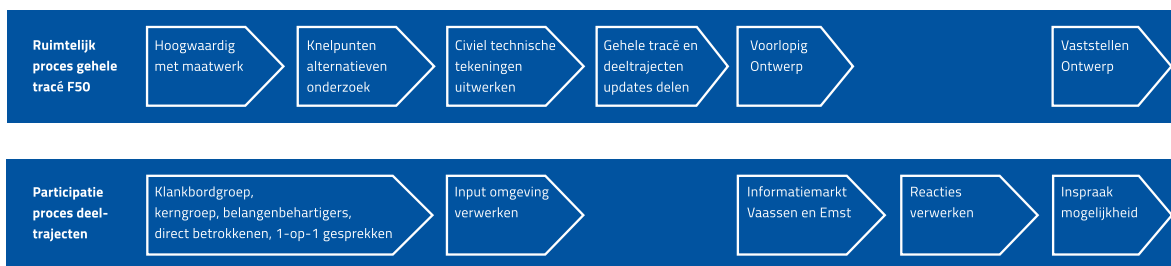 Ruimtelijk
proces gehele
tracé F50
Hoogwaardig
met maatwerk
Knelpunten
alternatieven
onderzoek
Civiel technische
tekeningen
uitwerken
Gehele tracé en
deeltrajecten
updates delen
Voorlopig
Ontwerp
Vaststellen
Ontwerp
Participatie
proces deel-
trajecten
Klankbordgroep,
kerngroep, belangenbehartigers,
direct betrokkenen, 1-op-1 gesprekken
Input omgeving
verwerken
Informatiemarkt
Vaassen en Emst
Reacties
verwerken
Inspraak
mogelijkheid